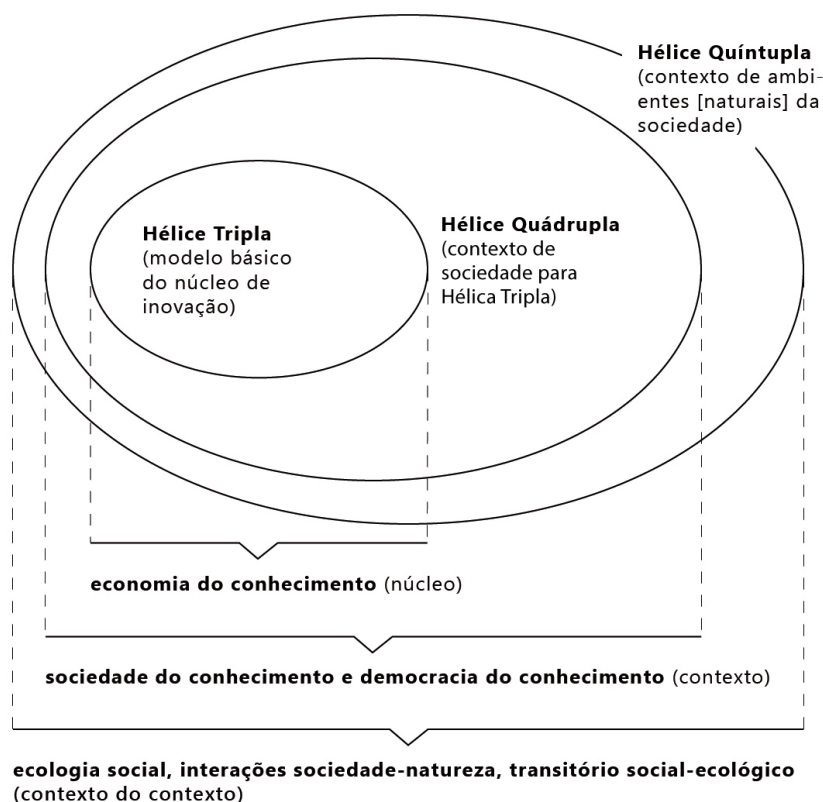 Hélice Quíntupla
(contexto de ambi-
entes [naturais] da
sociedade)
Hélice Tripla
(modelo básico
do núcleo de
inovação)
Hélice Quádrupla
(contexto de
sociedade para
Hélica Tripla)
economia do conhecimento (núcleo)
sociedade do conhecimento e democracia do conhecimento (contexto)
ecologia social, interações sociedade-natureza, transitório social-ecológico
(contexto do contexto)